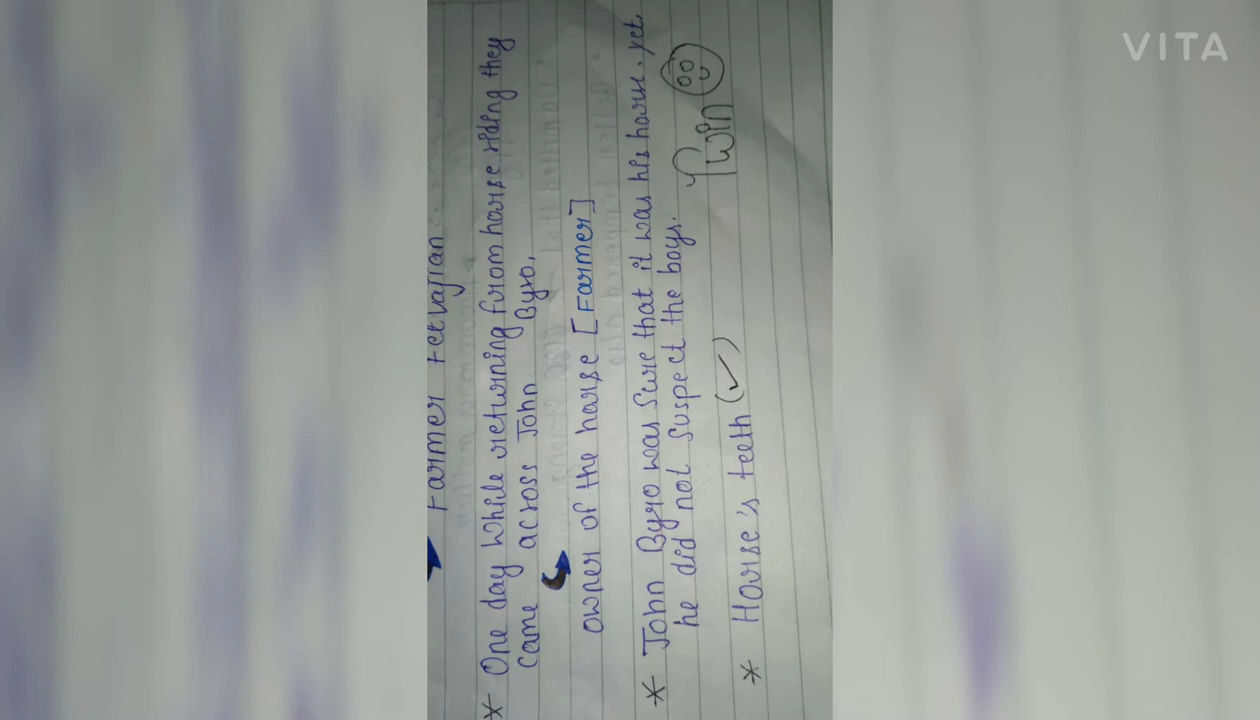 Farmer
* One day while returning from horse riding they
came across John Byro,
owner of the horse [Farmer]
* John Byro was sure that it was his horse. yet
he did not suspect the boys.
Twin
* Horse's teeth (✓)
VITA